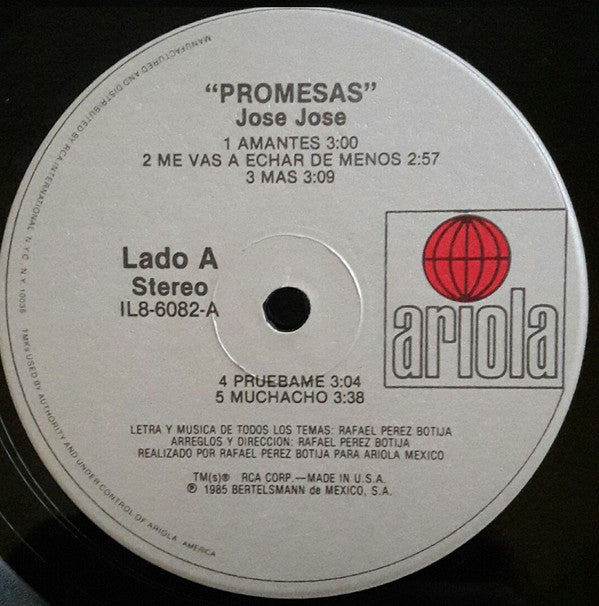 "PROMESAS"
Jose Jose
1 AMANTES 3:00
2 ME VAS A ECHAR DE MENOS 2:57
3 MAS 3:09
Lado A
Stereo
IL8-6082-A
ariola
4 PRUEBAME 3:04
5 MUCHACHO 3:38
LETRA Y MUSICA DE TODOS LOS TEMAS: RAFAEL PEREZ BOTIJA
ARREGLOS Y DIRECCION: RAFAEL PEREZ BOTIJA
REALIZADO POR RAFAEL PEREZ BOTIJA PARA ARIOLA MEXICO
TM(s)® RCA CORP.—MADE IN U.S.A.
℗ 1985 BERTELSMANN de MEXICO, S.A.
MANUFACTURED AND DISTRIBUTED BY RCA INTERNATIONAL N.Y.C. N.Y. 10036
TMKS USED BY AUTHORITY AND UNDER CONTROL OF ARIOLA AMERICA